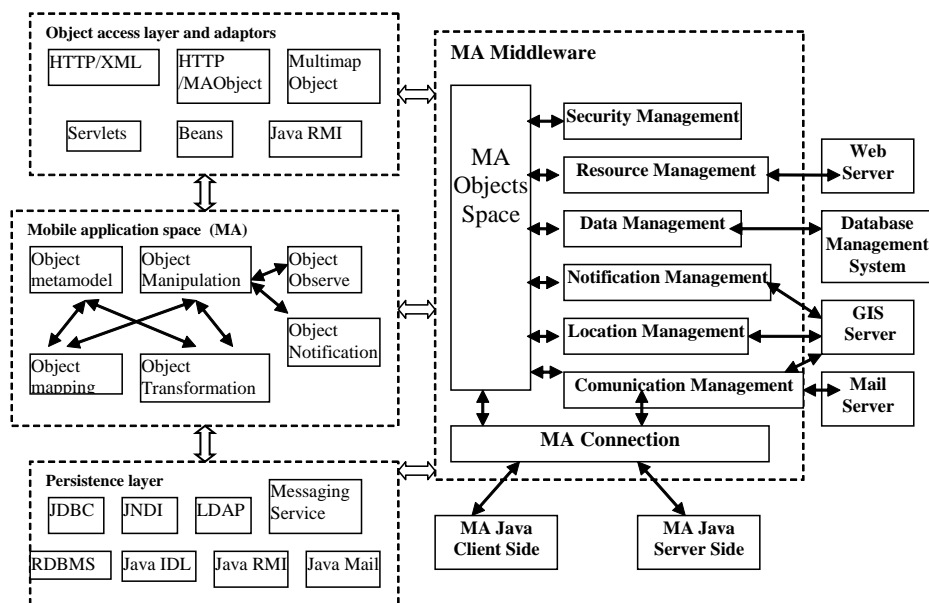 Object access layer and adaptors
HTTP/XML
HTTP
/MAObject
Multimap
Object
Servlets
Beans
Java RMI
Mobile application space (MA)
Object
metamodel
Object
Manipulation
Object
Observe
Object
Notification
Object
mapping
Object
Transformation
Persistence layer
JDBC
JNDI
LDAP
Messaging
Service
RDBMS
Java IDL
Java RMI
Java Mail
MA Middleware
MA
Objects
Space
Security Management
Resource Management
Data Management
Notification Management
Location Management
Comunication Management
MA Connection
Web
Server
Database
Management
System
GIS
Server
Mail
Server
MA Java
Client Side
MA Java
Server Side